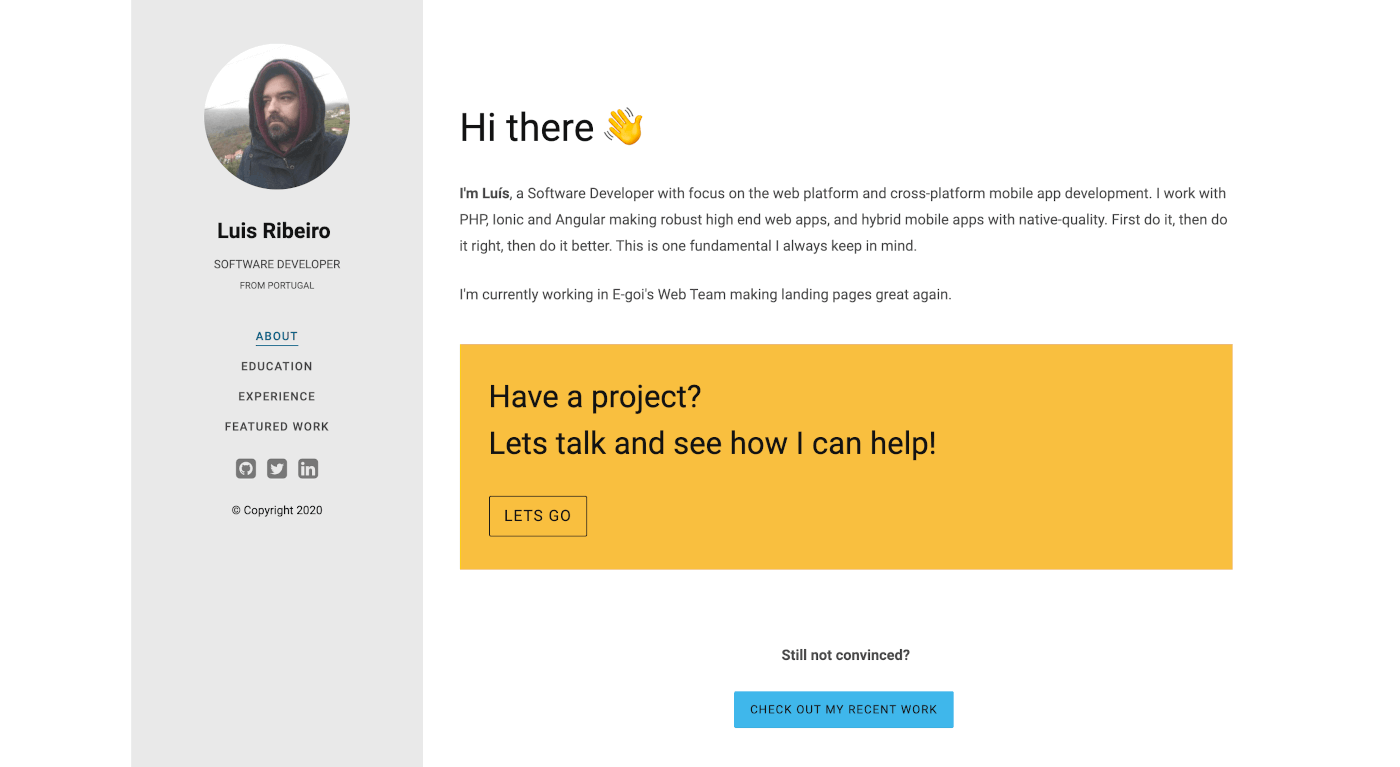 Luis Ribeiro
SOFTWARE DEVELOPER
FROM PORTUGAL
ABOUT
EDUCATION
EXPERIENCE
FEATURED WORK
in
© Copyright 2020
Hi there 👋
I'm Luís, a Software Developer with focus on the web platform and cross-platform mobile app development. I work with
PHP, Ionic and Angular making robust high end web apps, and hybrid mobile apps with native-quality. First do it, then do
it right, then do it better. This is one fundamental I always keep in mind.
I'm currently working in E-goi's Web Team making landing pages great again.
Have a project?
Lets talk and see how I can help!
LETS GO
Still not convinced?
CHECK OUT MY RECENT WORK